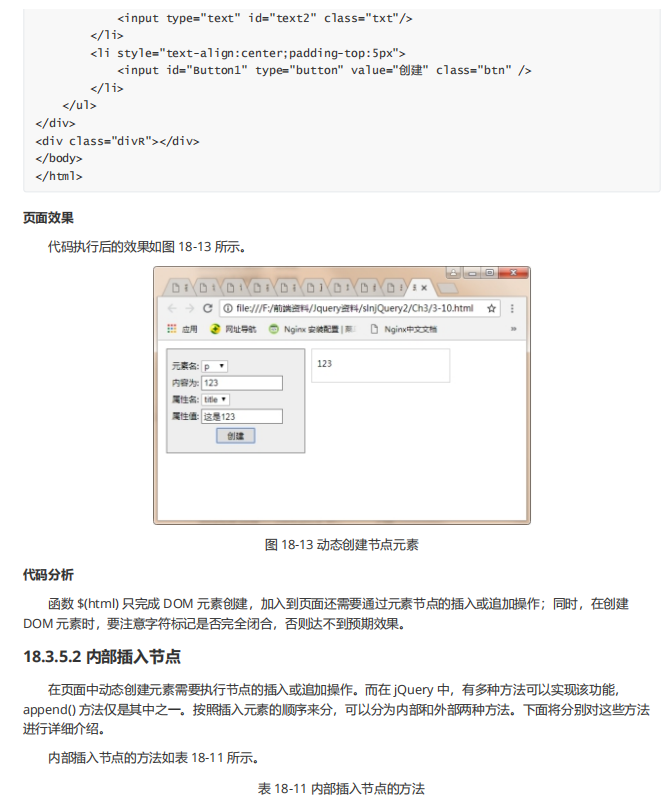 <input type="text" id="text2" class="txt"/>
</li>
<li style="text-align:center;padding-top:5px">
<input id="Button1" type="button" value="创建" class="btn" />
</li>
</ul>
</div>
<div class="divR"></div>
</body>
</html>
页面效果
代码执行后的效果如图 18-13 所示。
file:///F:/前端资料/Jquery资料/sInJQuery2/Ch3/3-10.html
应用 网址导航 Nginx 安装配置 Nginx中文文档 »
元素名: p
内容为: 123
属性名: title
属性值: 这是123
创建
123
图 18-13 动态创建节点元素
代码分析
函数 $(html) 只完成 DOM 元素创建，加入到页面还需要通过元素节点的插入或追加操作；同时，在创建
DOM 元素时，要注意字符标记是否完全闭合，否则达不到预期效果。
18.3.5.2 内部插入节点
在页面中动态创建元素需要执行节点的插入或追加操作。而在 jQuery 中，有多种方法可以实现该功能，
append() 方法仅是其中之一。按照插入元素的顺序来分，可以分为内部和外部两种方法。下面将分别对这些方法
进行详细介绍。
内部插入节点的方法如表 18-11 所示。
表 18-11 内部插入节点的方法